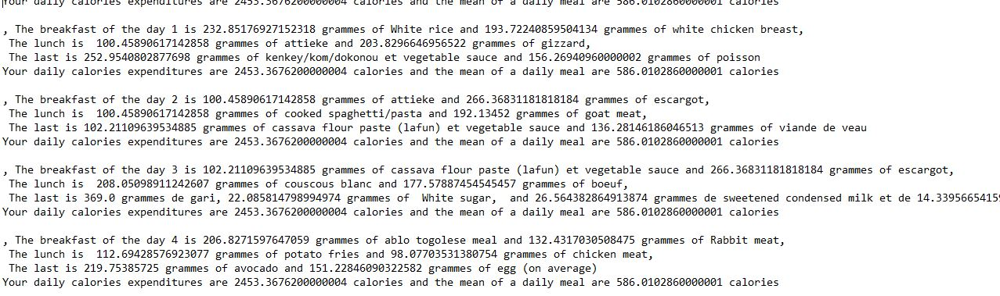 Your daily calories expenditures are 2453.3676200000004 calories and the mean of a daily meal are 586.0102860000001 calories
, The breakfast of the day 1 is 232.85176927152318 grammes of White rice and 193.72240859504134 grammes of white chicken breast,
The lunch is  100.45890617142858 grammes of attieke and 203.8296646956522 grammes of gizzard,
The last is 252.9540802877698 grammes of kenkey/kom/dokonou et vegetable sauce and 156.26940960000002 grammes of poisson
Your daily calories expenditures are 2453.3676200000004 calories and the mean of a daily meal are 586.0102860000001 calories
, The breakfast of the day 2 is 100.45890617142858 grammes of attieke and 266.36831181818184 grammes of escargot,
The lunch is  100.45890617142858 grammes of cooked spaghetti/pasta and 192.13452 grammes of goat meat,
The last is 102.21109639534885 grammes of cassava flour paste (lafun) et vegetable sauce and 136.28146186046513 grammes of viande de veau
Your daily calories expenditures are 2453.3676200000004 calories and the mean of a daily meal are 586.0102860000001 calories
, The breakfast of the day 3 is 102.21109639534885 grammes of cassava flour paste (lafun) et vegetable sauce and 266.36831181818184 grammes of escargot,
The lunch is  208.05098911242607 grammes of couscous blanc and 177.57887454545457 grammes of boeuf,
The last is 369.0 grammes de gari, 22.085814798994974 grammes of  White sugar,  and 26.564382864913874 grammes de sweetened condensed milk et de 14.339566541
Your daily calories expenditures are 2453.3676200000004 calories and the mean of a daily meal are 586.0102860000001 calories
, The breakfast of the day 4 is 206.8271597647059 grammes of ablo togolese meal and 132.4317030508475 grammes of Rabbit meat,
The lunch is  112.69428576923077 grammes of potato fries and 98.07703531380754 grammes of chicken meat,
The last is 219.75385725 grammes of avocado and 151.22846090322582 grammes of egg (on average)
Your daily calories expenditures are 2453.3676200000004 calories and the mean of a daily meal are 586.0102860000001 calories